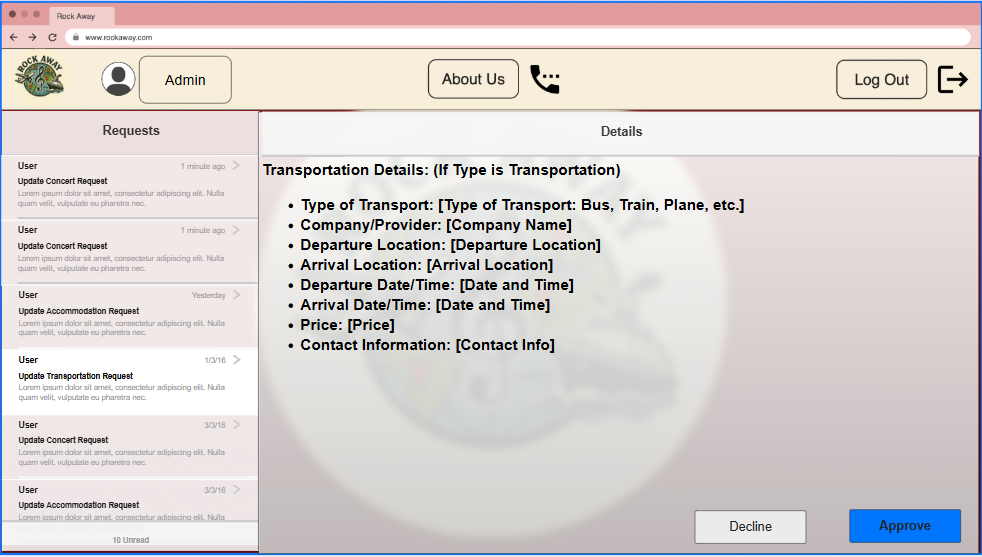 Rock Away
www.rockaway.com
ROCK AWAY
Admin
About Us
Log Out
Requests
User
1 minute ago
Update Concert Request
Lorem ipsum dolor sit amet, consectetur adipiscing elit. Nulla
quam velit, vulputate eu pharetra nec.
User
1 minute ago
Update Concert Request
Lorem ipsum dolor sit amet, consectetur adipiscing elit. Nulla
quam velit, vulputate eu pharetra nec.
User
Yesterday
Update Accommodation Request
Lorem ipsum dolor sit amet, consectetur adipiscing elit. Nulla
quam velit, vulputate eu pharetra nec.
User
1/3/16
Update Transportation Request
Lorem ipsum dolor sit amet, consectetur adipiscing elit. Nulla
quam velit, vulputate eu pharetra nec.
User
3/3/16
Update Concert Request
Lorem ipsum dolor sit amet, consectetur adipiscing elit. Nulla
quam velit, vulputate eu pharetra nec.
User
3/3/16
Update Accommodation Request
Lorem ipsum dolor sit amet, consectetur adipiscing elit. Nulla
10 Unread
Details
Transportation Details: (If Type is Transportation)
• Type of Transport: [Type of Transport: Bus, Train, Plane, etc.]
• Company/Provider: [Company Name]
• Departure Location: [Departure Location]
• Arrival Location: [Arrival Location]
• Departure Date/Time: [Date and Time]
• Arrival Date/Time: [Date and Time]
• Price: [Price]
• Contact Information: [Contact Info]
Decline
Approve